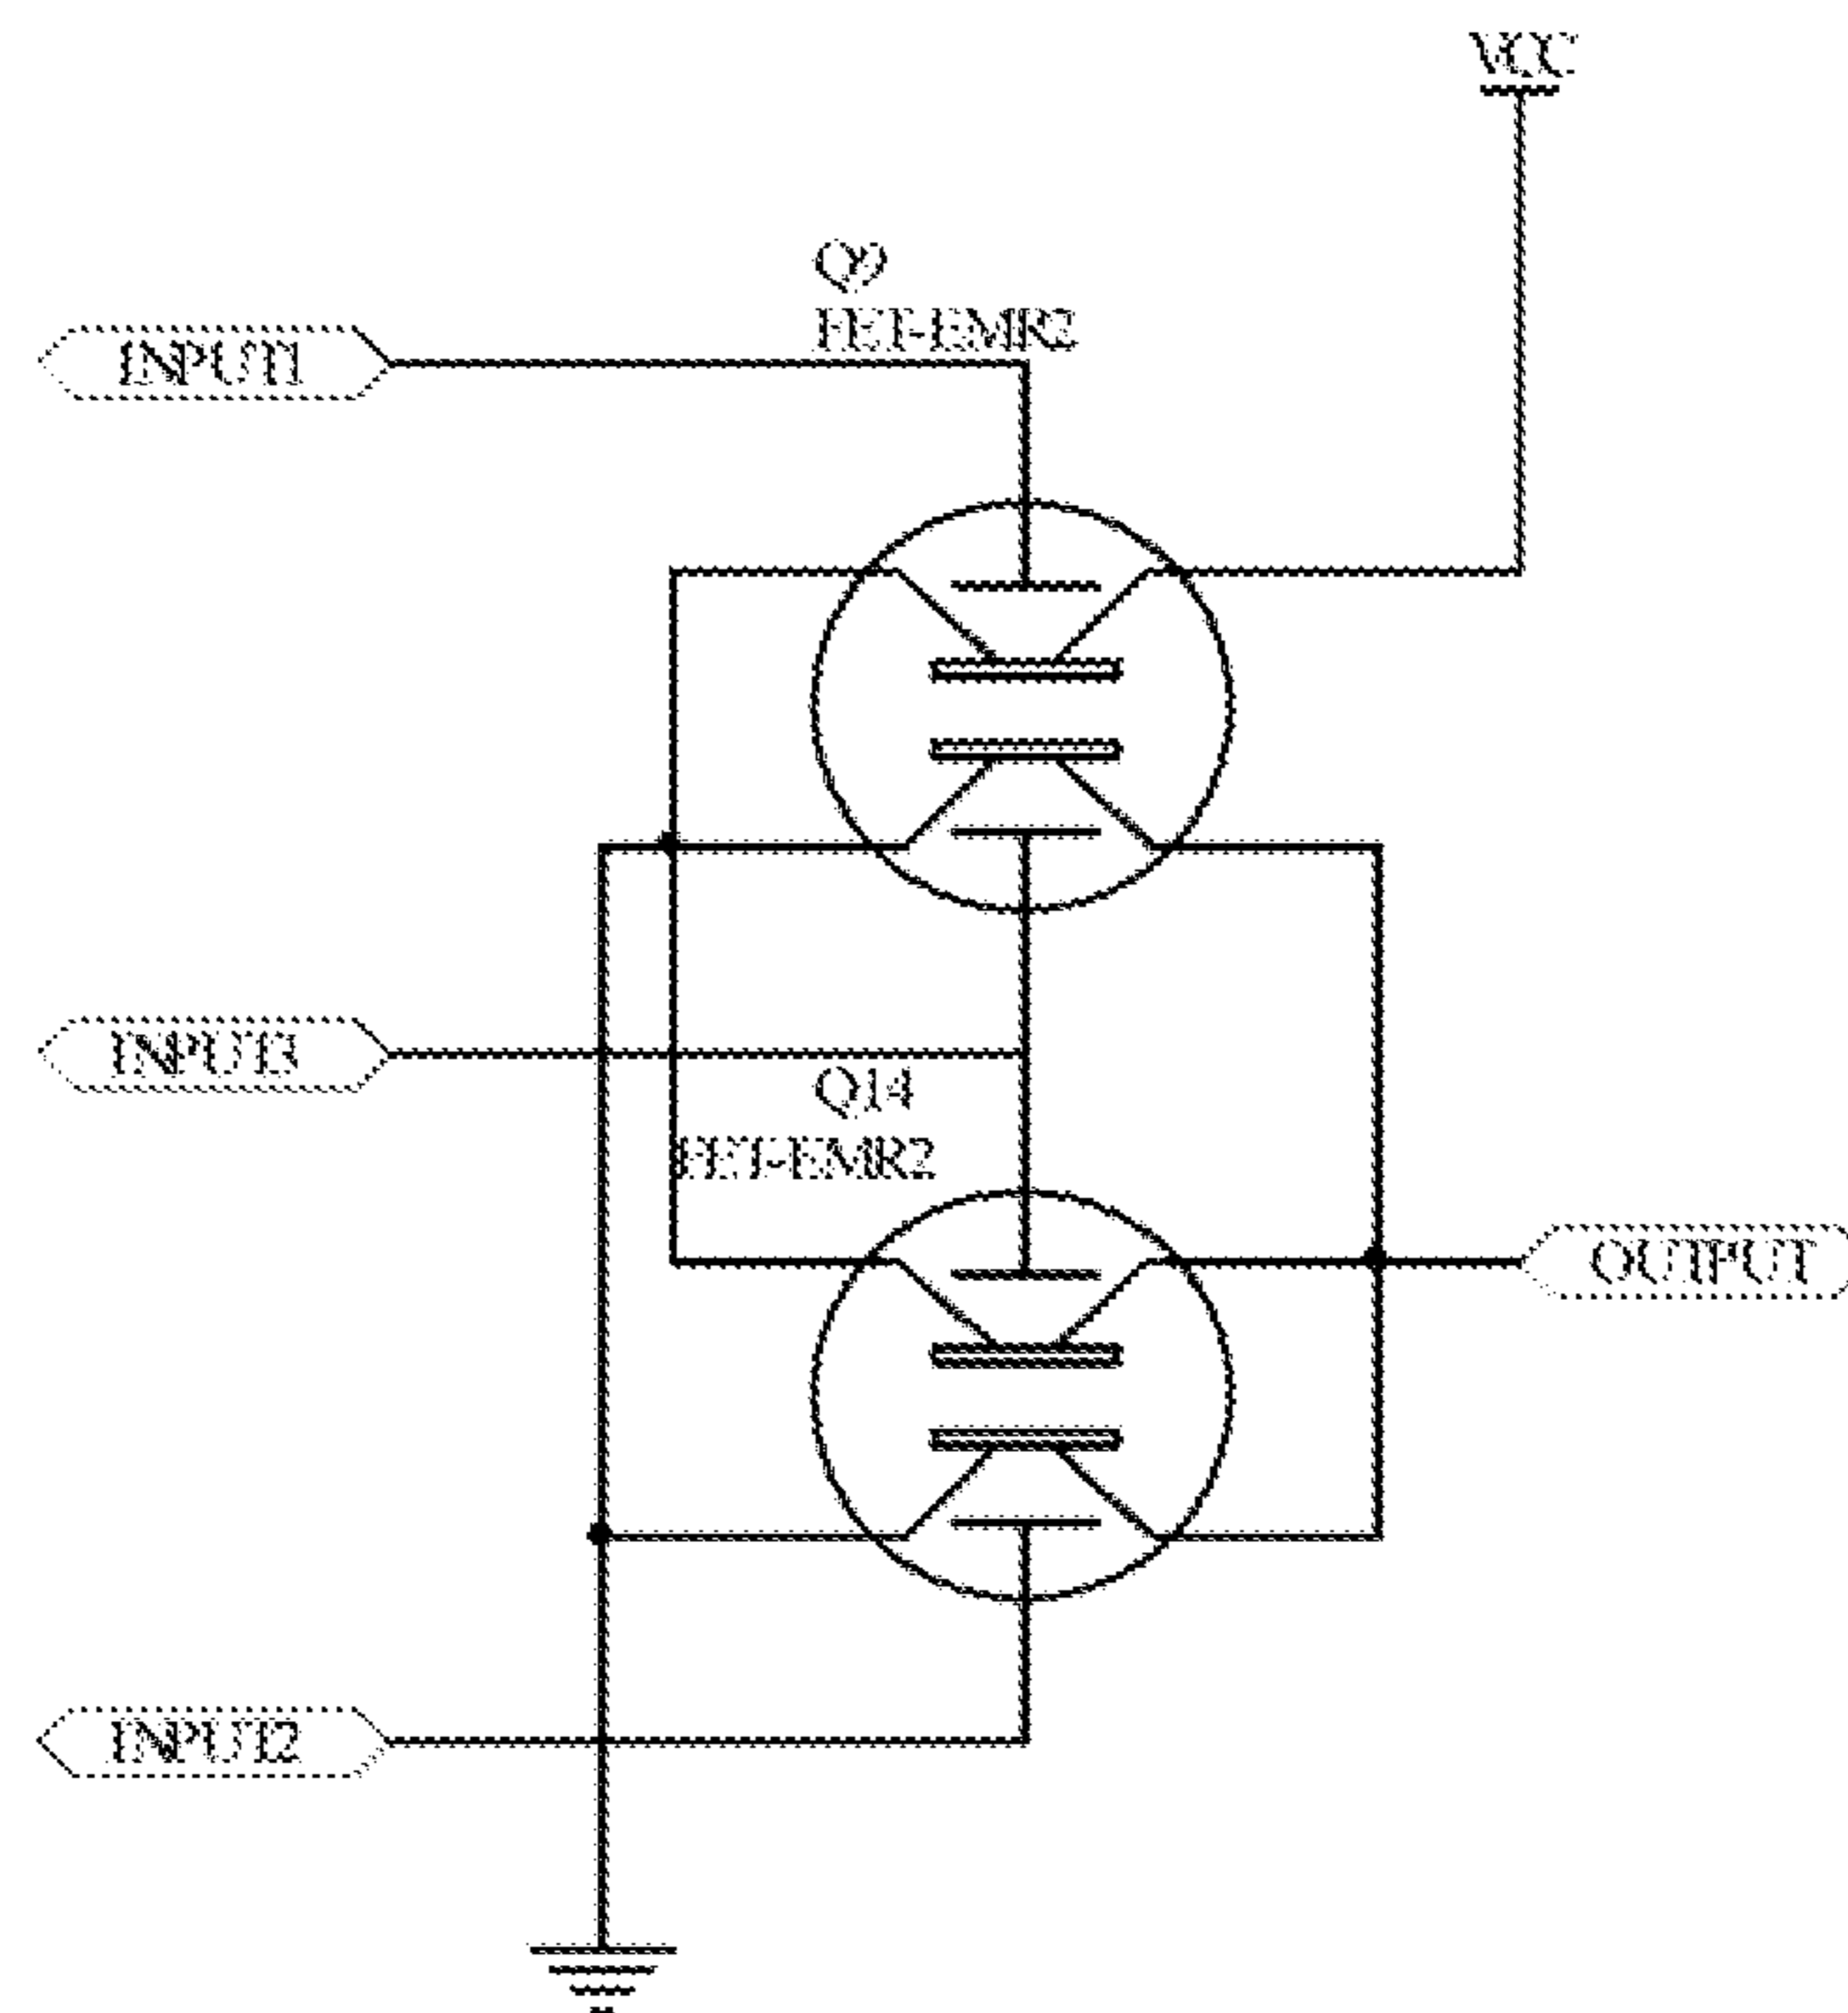 VCC
Q9
FET-EMR2
INPUT1
INPUT3
Q14
FET-EMR2
OUTPUT
INPUT2